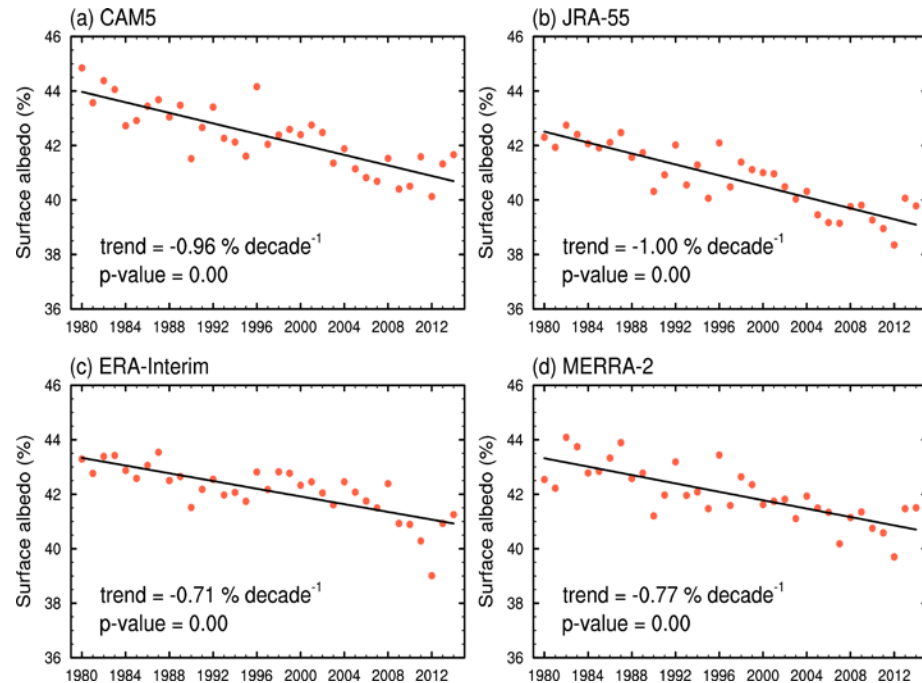 (a) CAM5
Surface albedo (%)
46
44
42
40
38
36
trend = -0.96 % decade⁻¹
p-value = 0.00
1980 1984 1988 1992 1996 2000 2004 2008 2012
(b) JRA-55
Surface albedo (%)
46
44
42
40
38
36
trend = -1.00 % decade⁻¹
p-value = 0.00
1980 1984 1988 1992 1996 2000 2004 2008 2012
(c) ERA-Interim
Surface albedo (%)
46
44
42
40
38
36
trend = -0.71 % decade⁻¹
p-value = 0.00
1980 1984 1988 1992 1996 2000 2004 2008 2012
(d) MERRA-2
Surface albedo (%)
46
44
42
40
38
36
trend = -0.77 % decade⁻¹
p-value = 0.00
1980 1984 1988 1992 1996 2000 2004 2008 2012